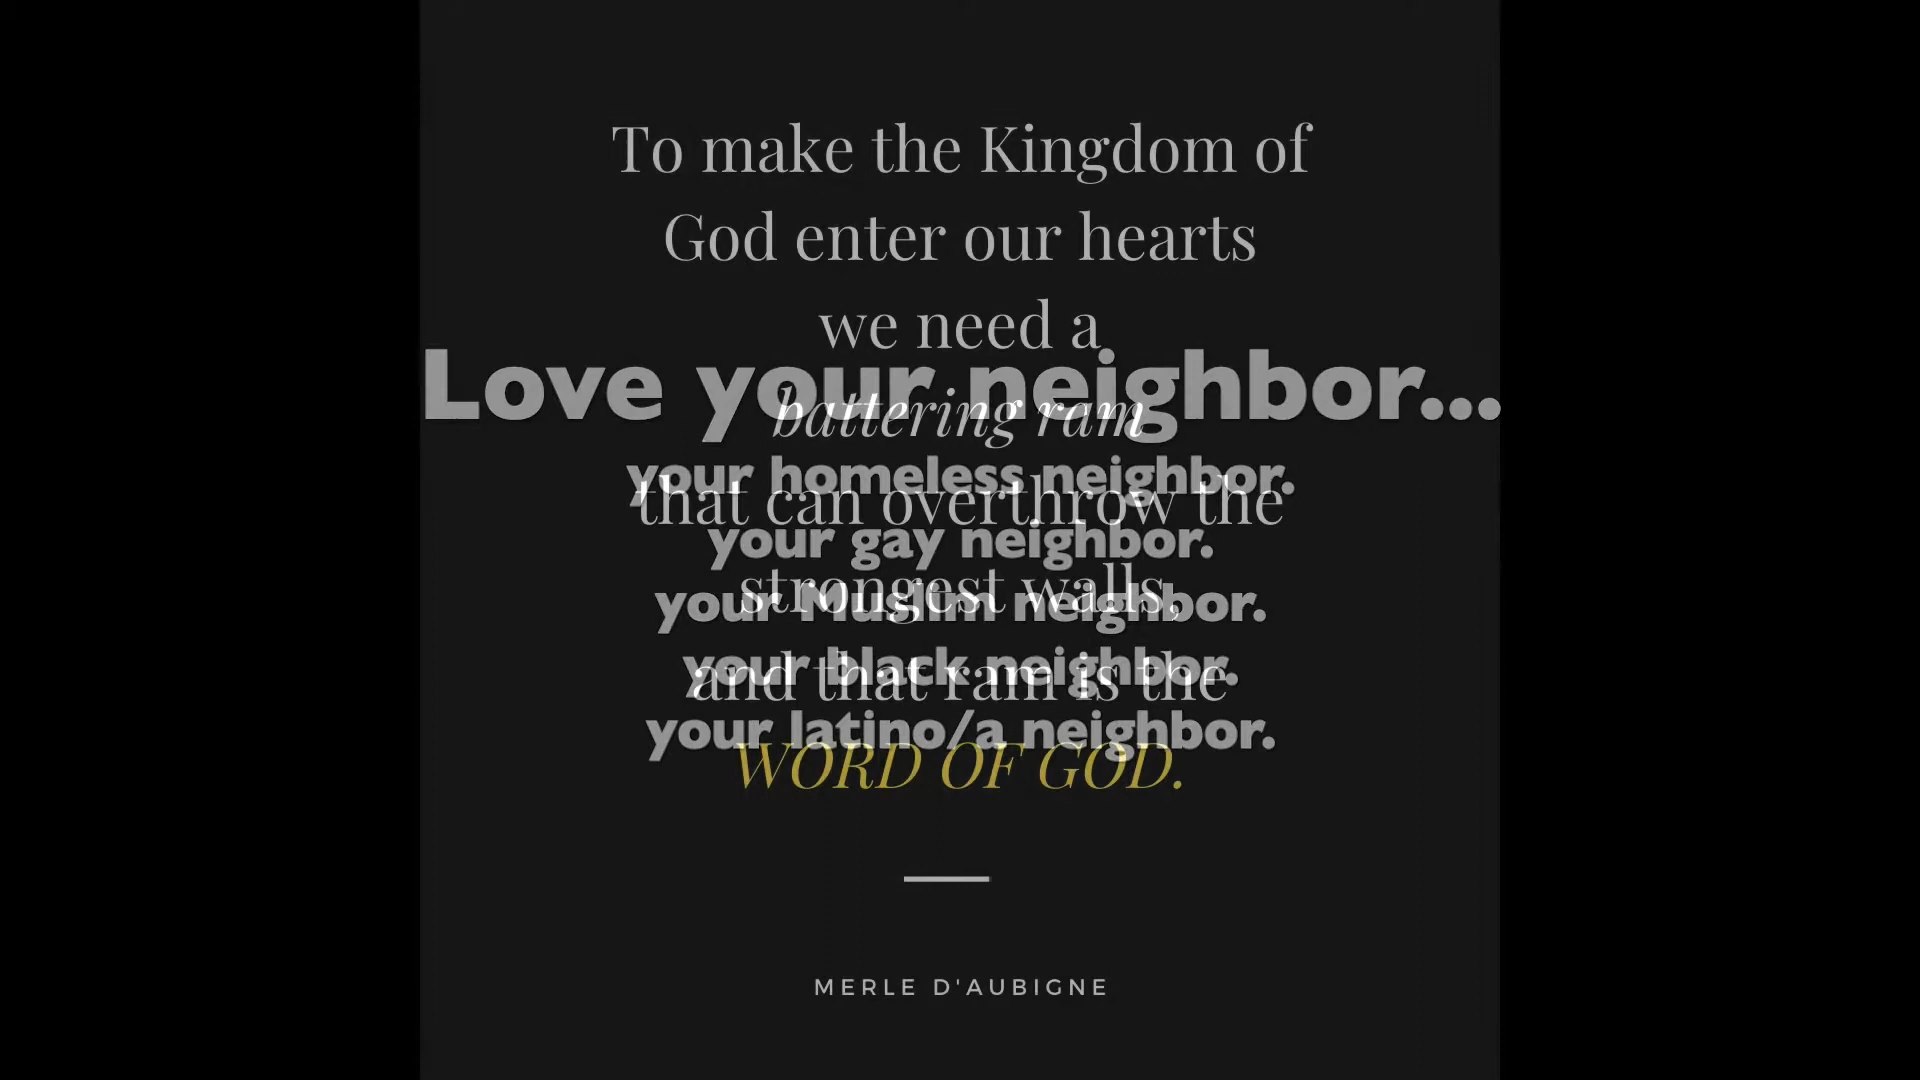 To make the Kingdom of
God enter our hearts
we need a
Love your neighbor...
battering ram
your homeless neighbor.
that can overthrow the
your gay neighbor.
strongest walls,
your Muslim neighbor.
your black neighbor.
and that ram is the
your latino/a neighbor.
WORD OF GOD.
MERLE D'AUBIGNE